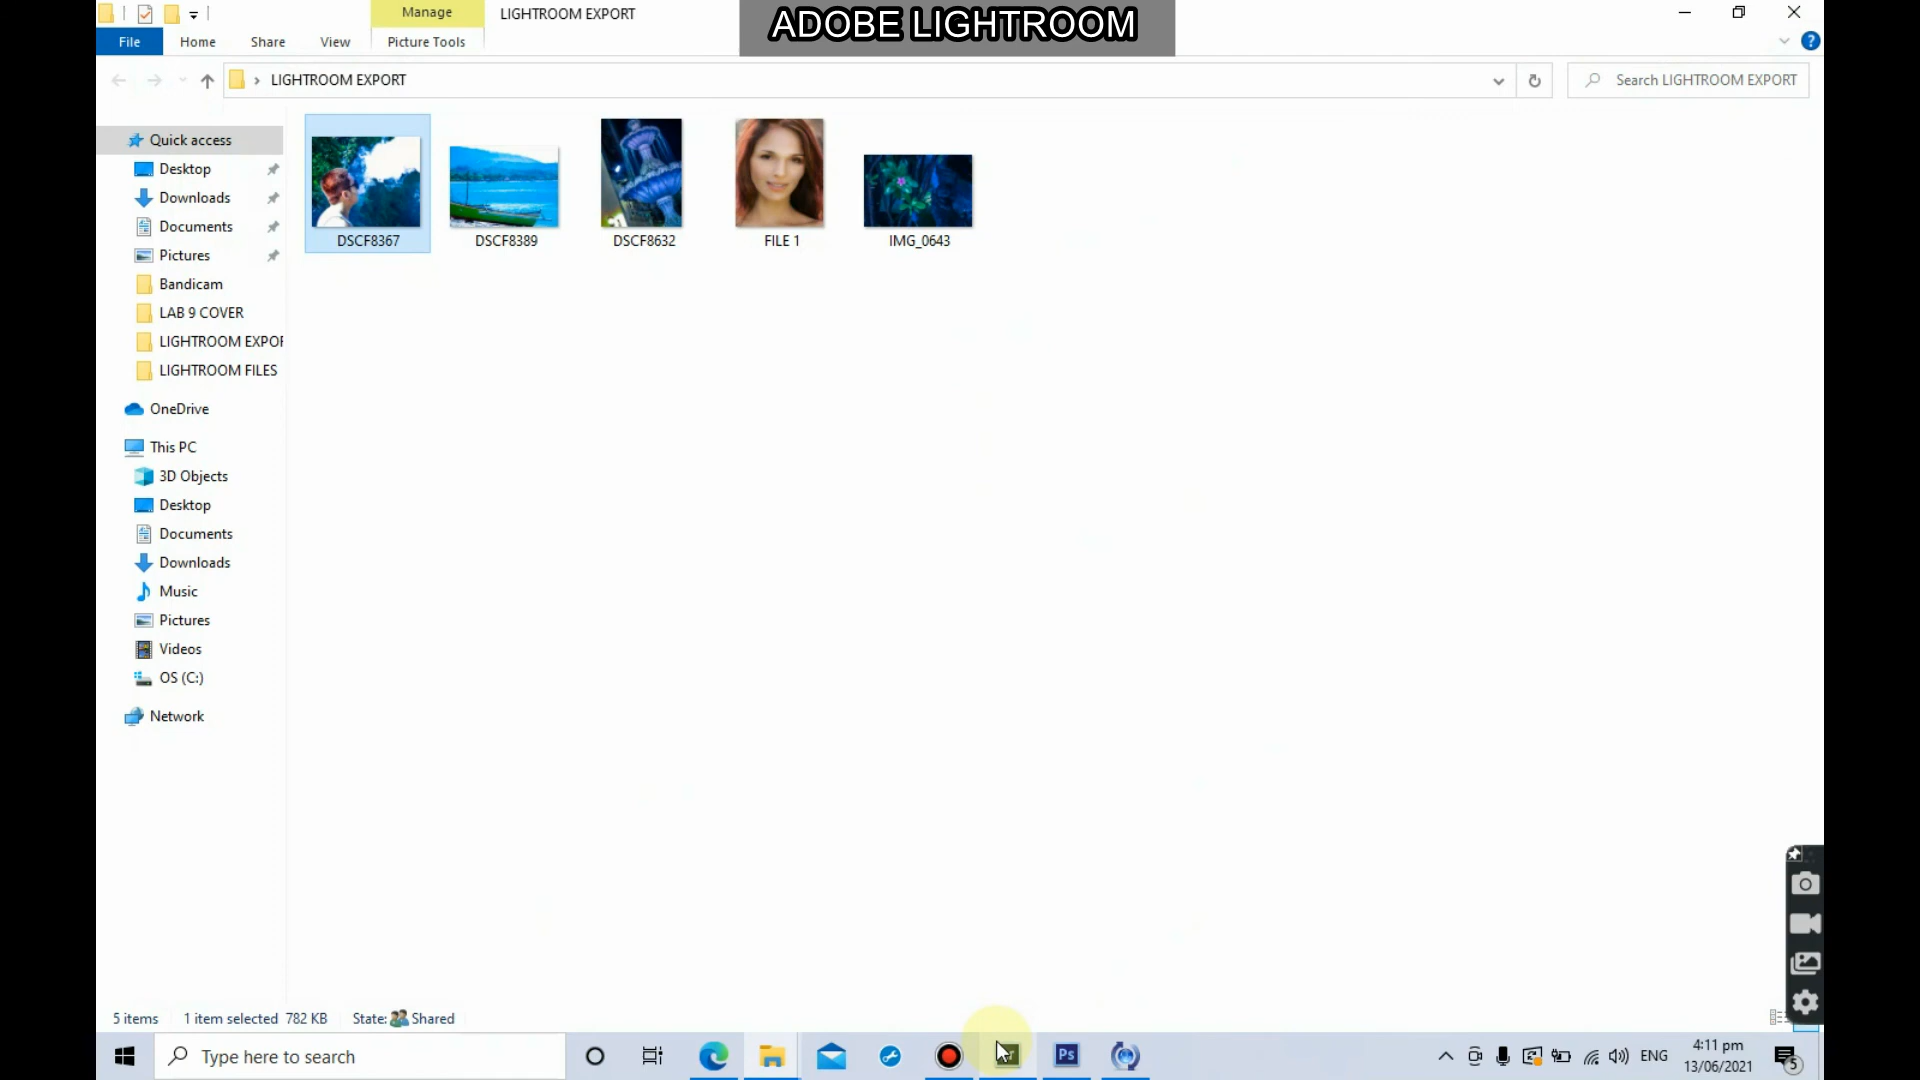 Manage
LIGHTROOM EXPORT
ADOBE LIGHTROOM
File
Home
Share
View
Picture Tools
LIGHTROOM EXPORT
Search LIGHTROOM EXPORT
Quick access
Desktop
Downloads
Documents
Pictures
Bandicam
LAB 9 COVER
LIGHTROOM EXPOR
LIGHTROOM FILES
OneDrive
This PC
3D Objects
Desktop
Documents
Downloads
Music
Pictures
Videos
OS (C:)
Network
DSCF8367
DSCF8389
DSCF8632
FILE 1
IMG_0643
5 items
1 item selected 782 KB
State: Shared
Type here to search
Ps
ENG
4:11 pm
13/06/2021
5